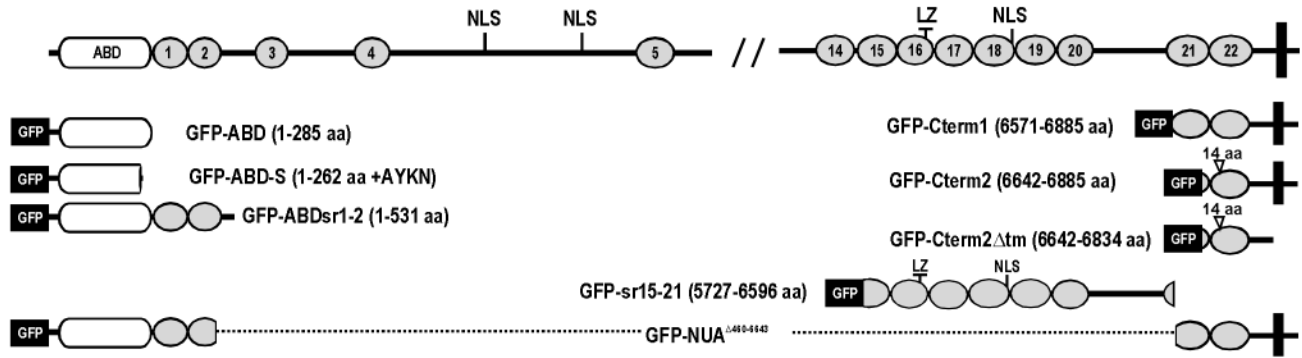 NLS NLS LZ NLS
ABD 1 2 3 4 5 // 14 15 16 17 18 19 20 21 22
GFP GFP-ABD (1-285 aa) GFP-Cterm1 (6571-6885 aa) GFP
14 aa
GFP GFP-ABD-S (1-262 aa +AYKN) GFP-Cterm2 (6642-6885 aa) GFP
GFP GFP-ABDsr1-2 (1-531 aa)
14 aa
GFP-Cterm2Δtm (6642-6834 aa) GFP
LZ NLS
GFP-sr15-21 (5727-6596 aa) GFP
GFP GFP-NUA^Δ460-6643